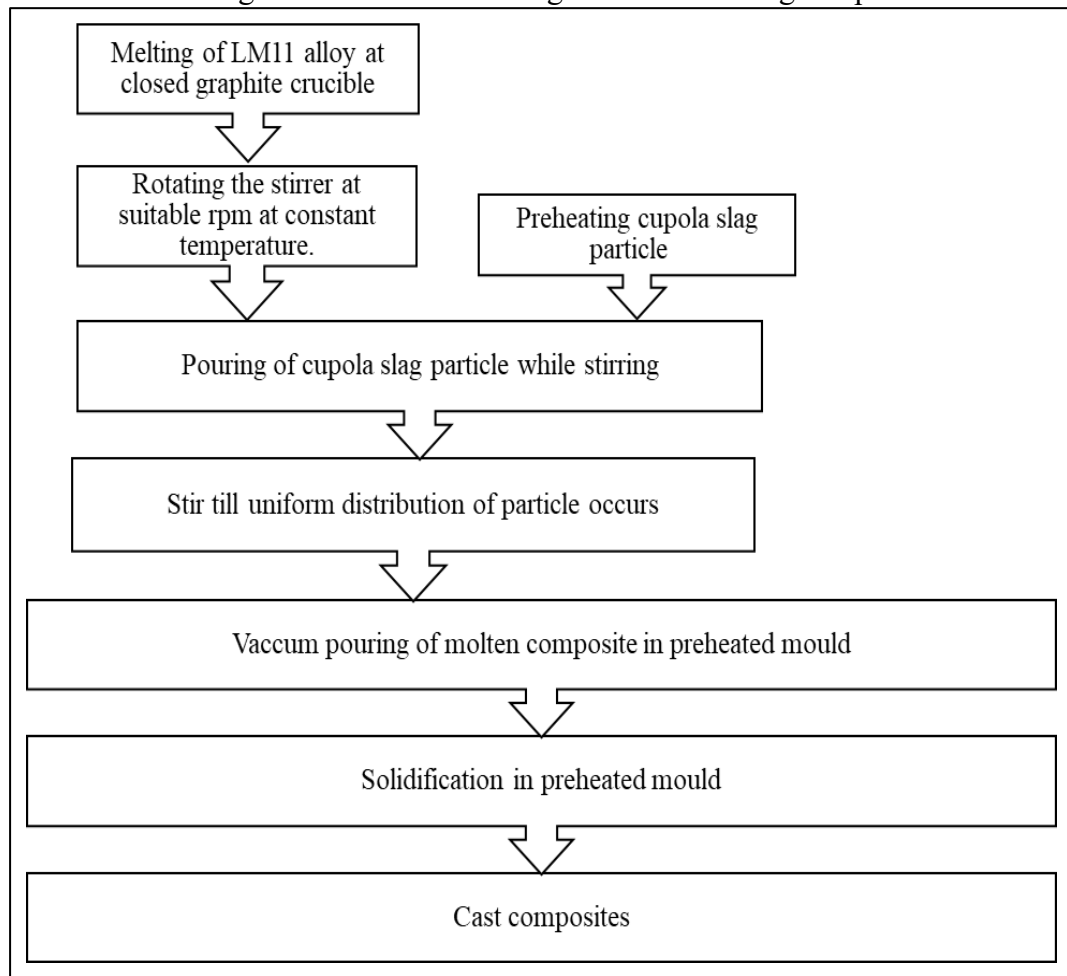 Melting of LM11 alloy at
closed graphite crucible
Rotating the stirrer at
suitable rpm at constant
temperature.
Preheating cupola slag
particle
Pouring of cupola slag particle while stirring
Stir till uniform distribution of particle occurs
Vaccum pouring of molten composite in preheated mould
Solidification in preheated mould
Cast composites